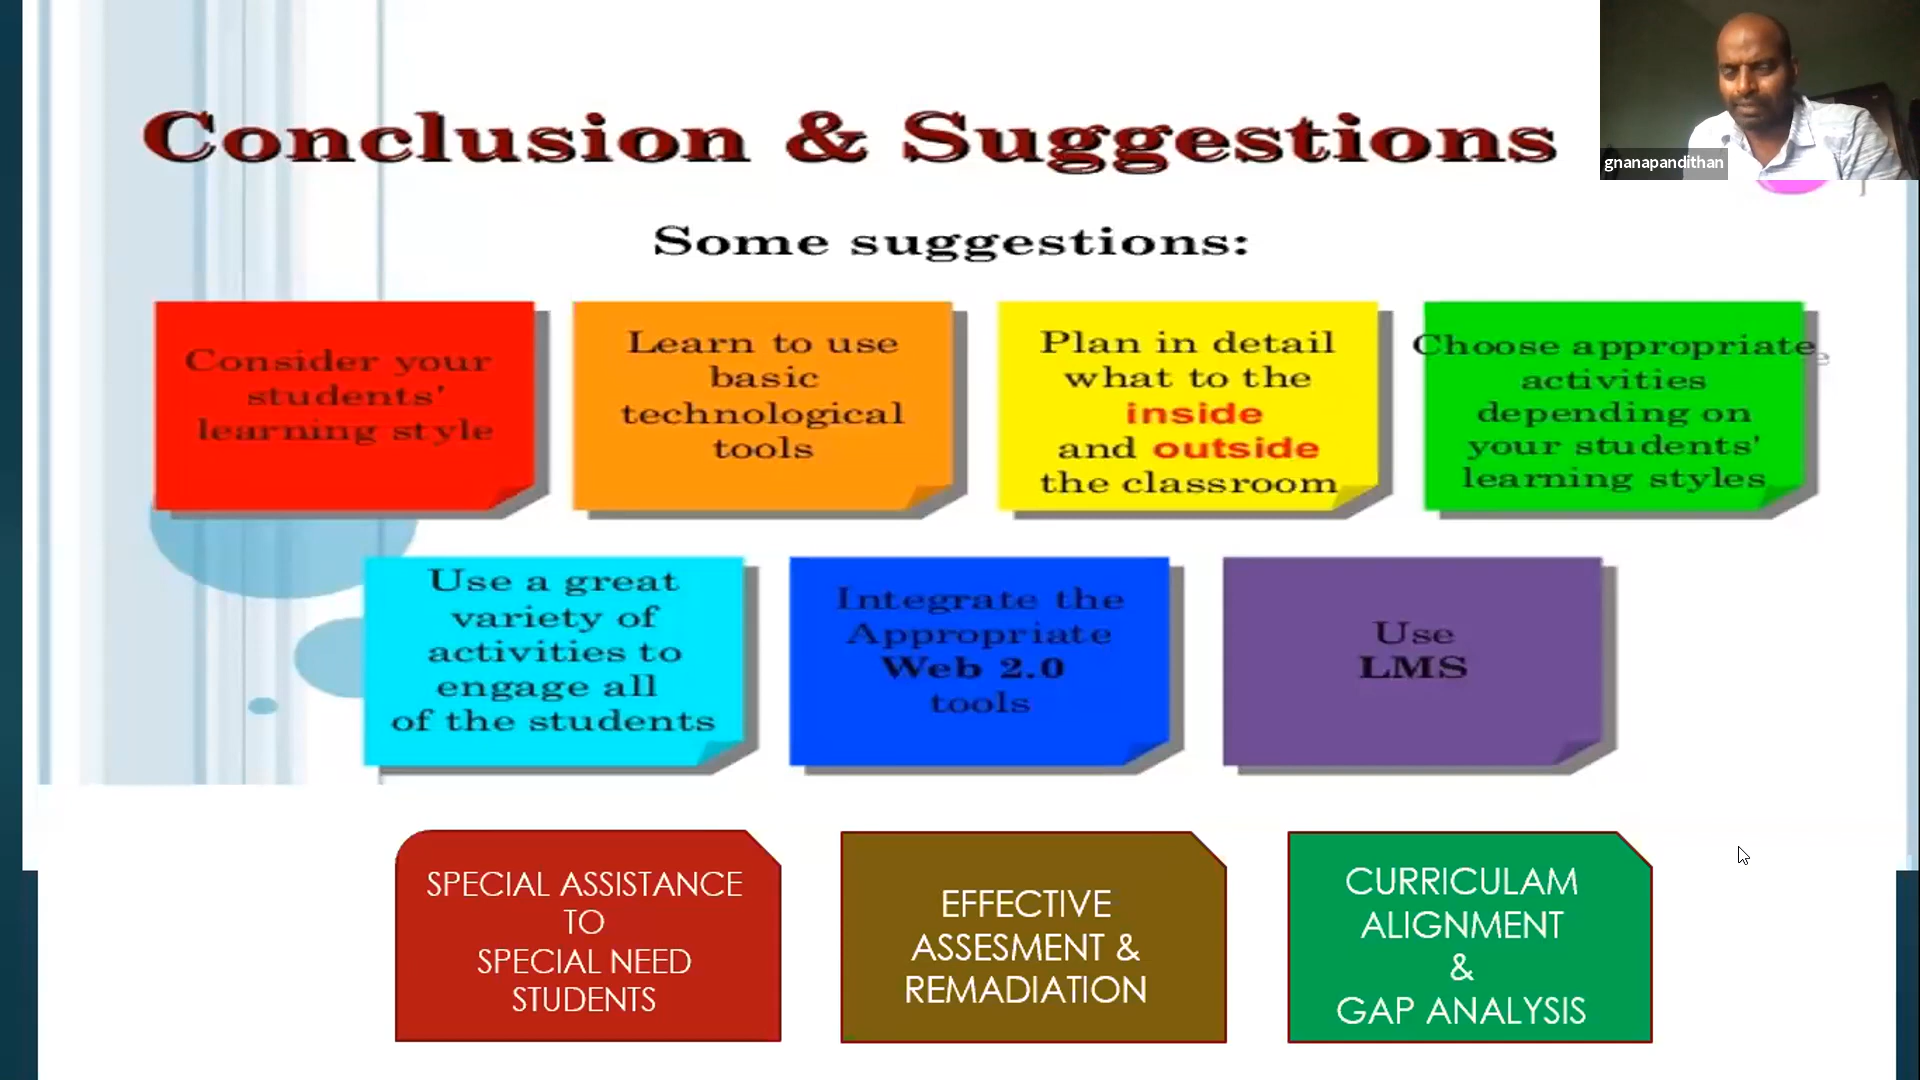 Conclusion & Suggestions
gnanapandithan
Some suggestions:
Consider your
students'
learning style
Learn to use
basic
technological
tools
Plan in detail
what to the
inside
and outside
the classroom
Choose appropriate
activities
depending on
your students'
learning styles
Use a great
variety of
activities to
engage all
of the students
Integrate the
Appropriate
Web 2.0
tools
Use
LMS
SPECIAL ASSISTANCE
TO
SPECIAL NEED
STUDENTS
EFFECTIVE
ASSESMENT &
REMADIATION
CURRICULAM
ALIGNMENT
&
GAP ANALYSIS